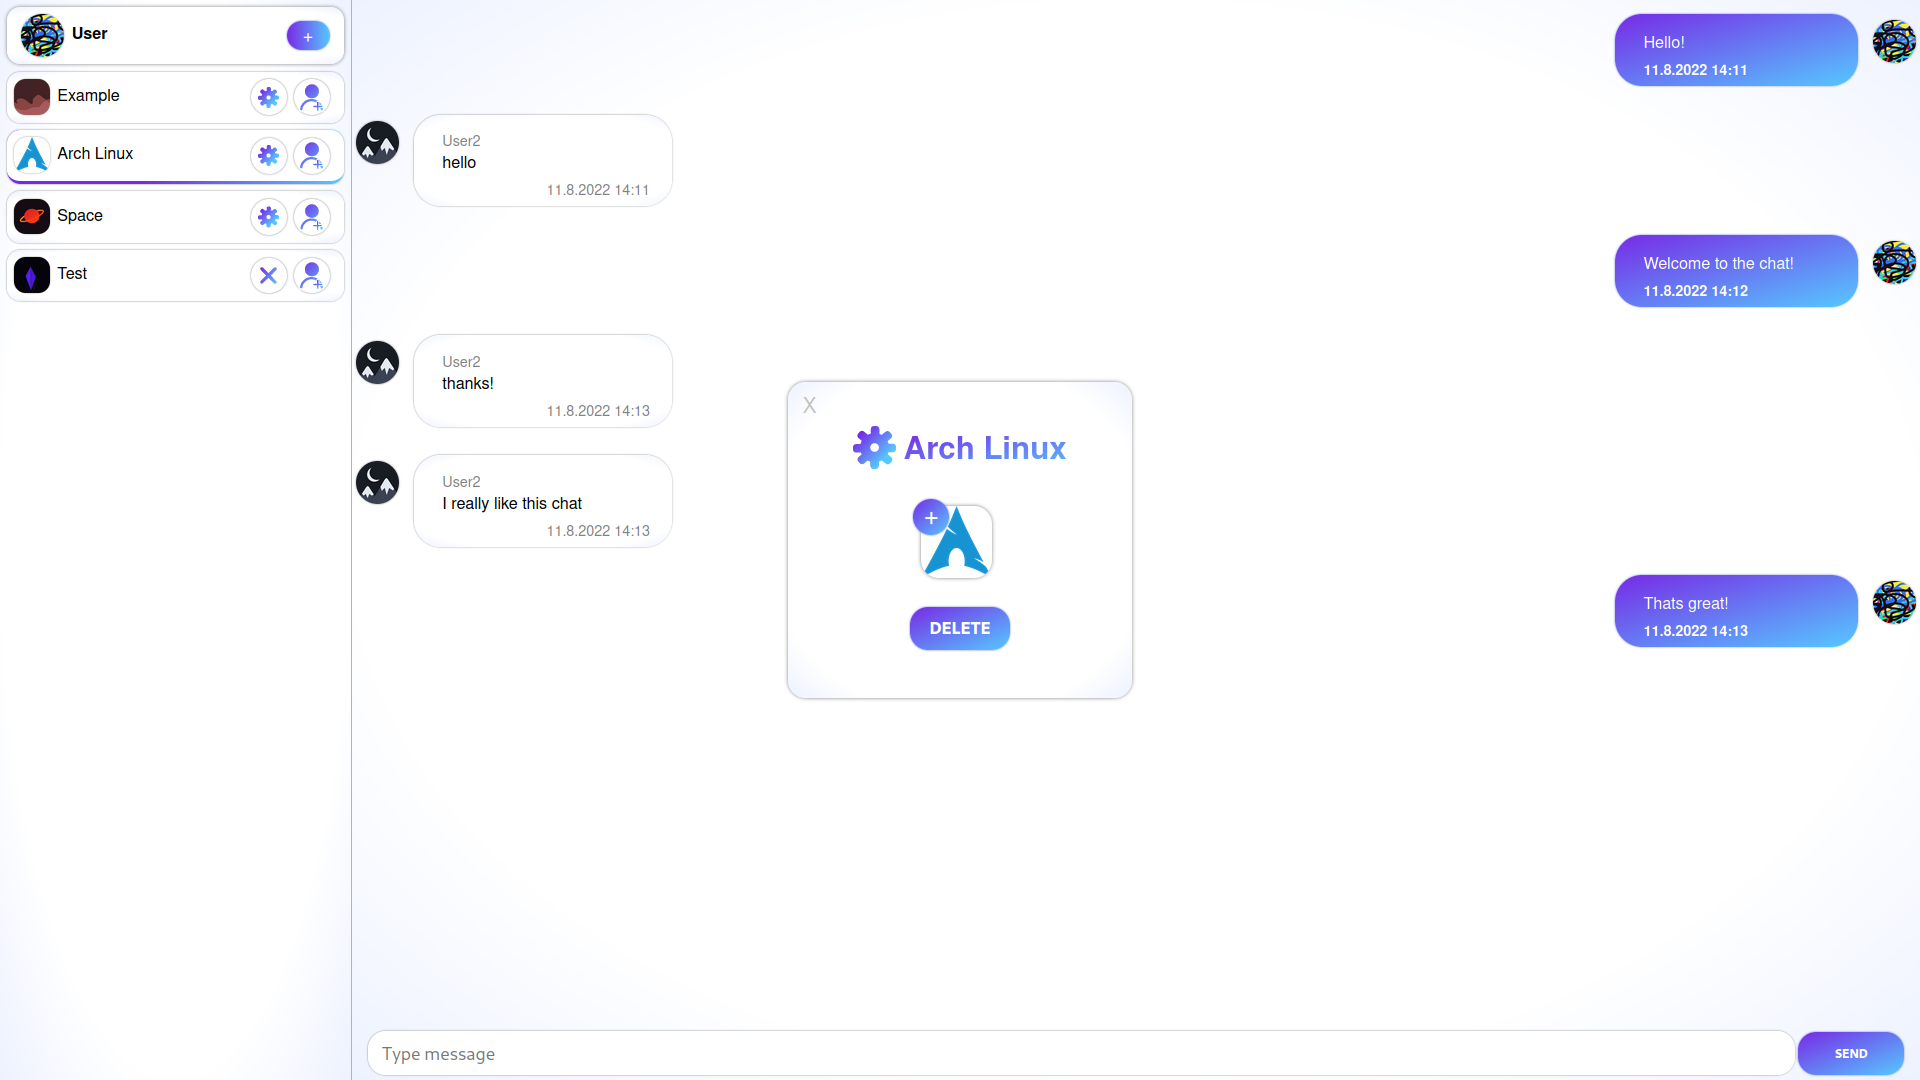 User
+
Example
Arch Linux
Space
Test
Hello!
11.8.2022 14:11
User2
hello
11.8.2022 14:11
Welcome to the chat!
11.8.2022 14:12
User2
thanks!
11.8.2022 14:13
User2
I really like this chat
11.8.2022 14:13
Thats great!
11.8.2022 14:13
X
Arch Linux
+
DELETE
Type message
SEND